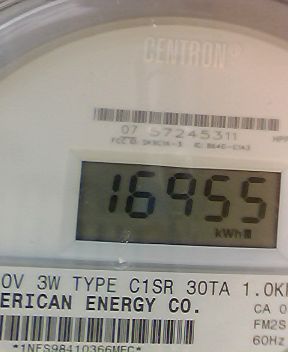 CENTRON®
07 57245311
16955
kWh
0V 3W TYPE C1SR 30TA 1.0K
ERICAN ENERGY CO.
CA 0
FM2S
60Hz
*1NFS98410366MEC*